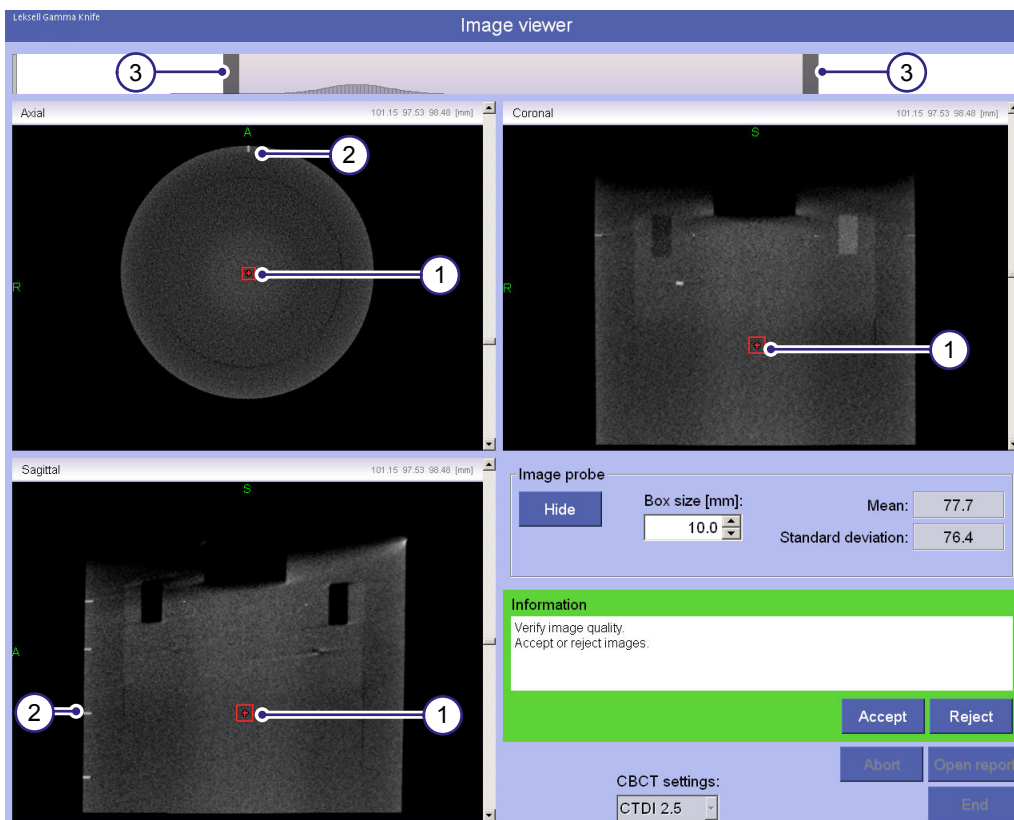 Leksell Gamma Knife
Image viewer
3
3
Axial
101.15 97.53 98.48 [mm]
Coronal
101.15 97.53 98.48 [mm]
A
2
S
1
R
R
1
Sagittal
101.15 97.53 98.48 [mm]
S
A
2
1
Image probe
Hide
Box size [mm]:
10.0
Mean:
77.7
Standard deviation:
76.4
Information
Verify image quality.
Accept or reject images.
Accept
Reject
Abort
Open report
CBCT settings:
CTDI 2.5
End